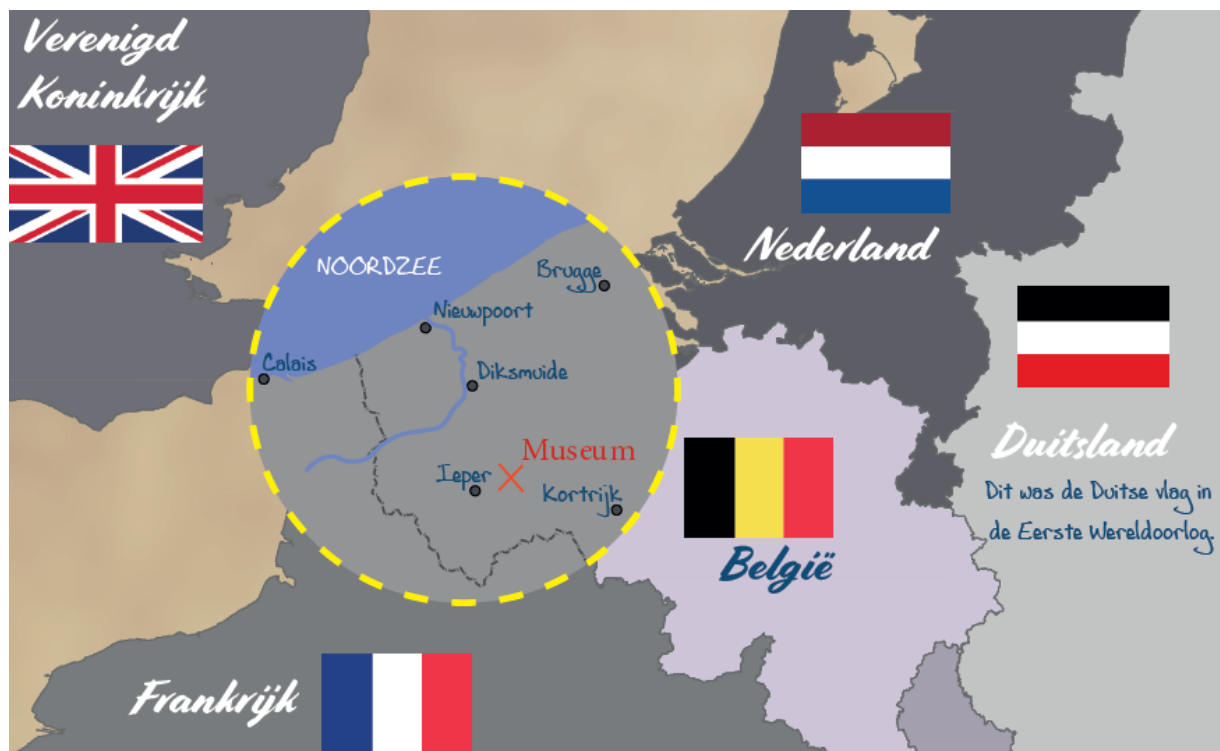 Verenigd
Koninkrijk
NOORDZEE
Brugge
Nieuwpoort
Nederland
Calais
Diksmuide
Museum
Ieper
Kortrijk
België
Duitsland
Dit was de Duitse vlag in
de Eerste Wereldoorlog.
Frankrijk